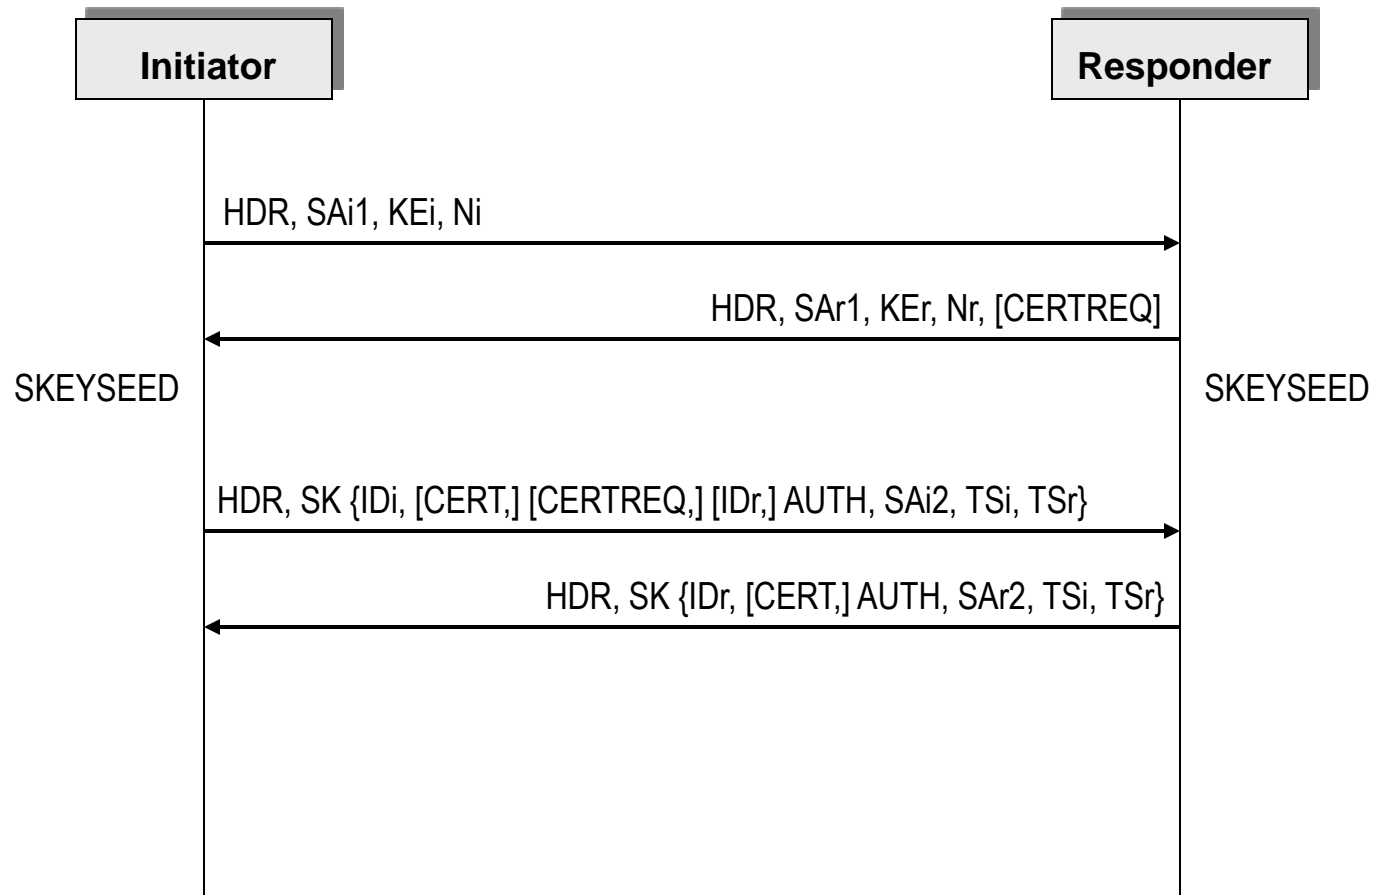 Initiator
Responder
HDR, SAi1, KEi, Ni
HDR, SAr1, KEr, Nr, [CERTREQ]
SKEYSEED
SKEYSEED
HDR, SK {IDi, [CERT,] [CERTREQ,] [IDr,] AUTH, SAi2, TSi, TSr}
HDR, SK {IDr, [CERT,] AUTH, SAr2, TSi, TSr}